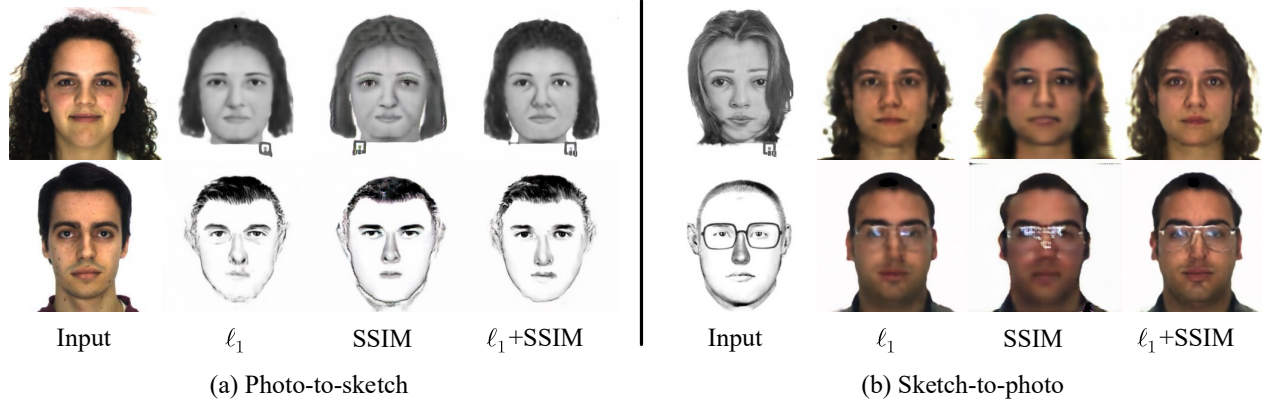 Input ℓ₁ SSIM ℓ₁+SSIM
(a) Photo-to-sketch
Input ℓ₁ SSIM ℓ₁+SSIM
(b) Sketch-to-photo